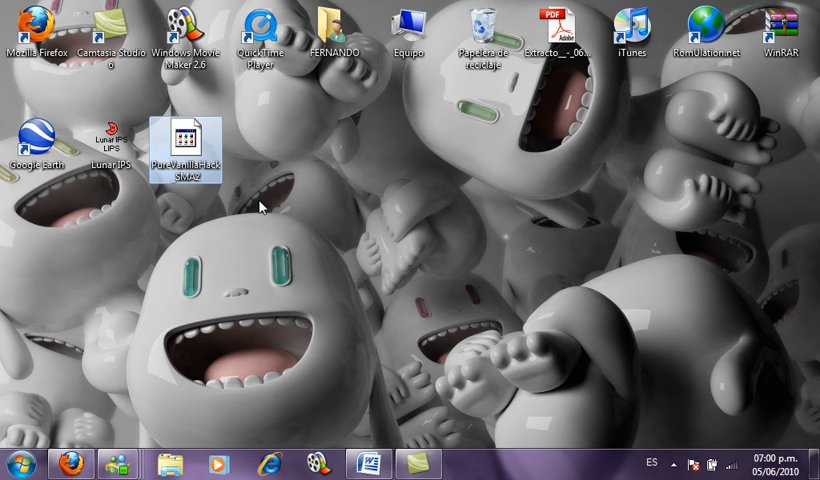 Mozilla Firefox
Camtasia Studio 6
Windows Movie Maker 2.6
QuickTime Player
FERNANDO
Equipo
Papelera de reciclaje
PDF
Adobe
Extracto__-_06...
iTunes
RomUlation.net
WinRAR
Google Earth
Lunar IPS
LIPS
Lunar IPS
PureVanillaHack SMA2
ES
07:00 p.m.
05/06/2010